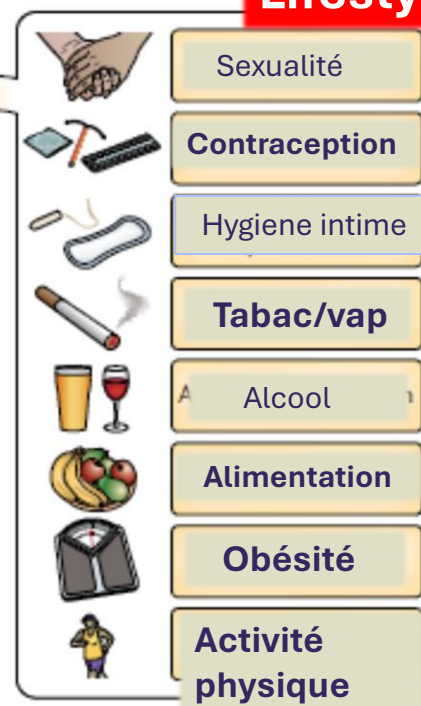 Sexualité
Contraception
Hygiene intime
Tabac/vap
Alcool
Alimentation
Obésité
Activité
physique